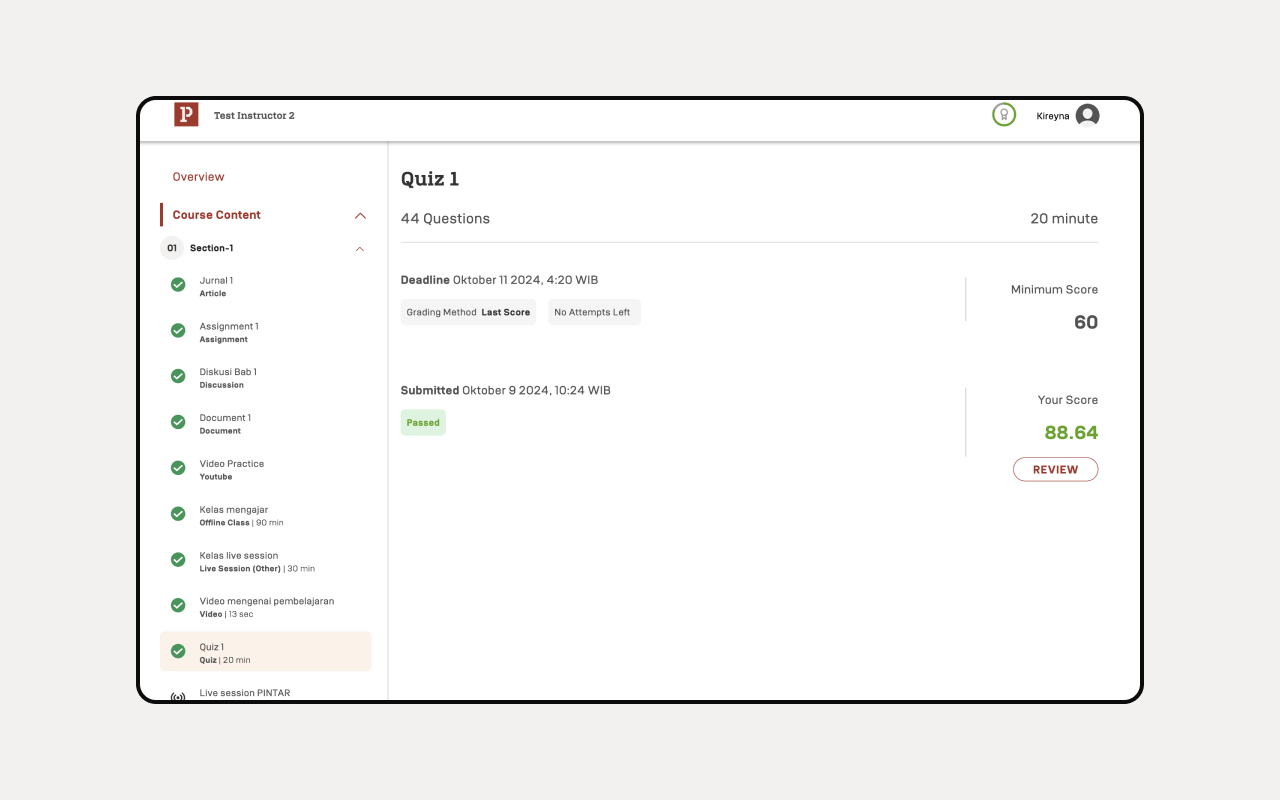 P
Test Instructor 2
Kireyna
Overview
Course Content
01 Section-1
Jurnal 1
Article
Assignment 1
Assignment
Diskusi Bab 1
Discussion
Document 1
Document
Video Practice
Youtube
Kelas mengajar
Offline Class | 90 min
Kelas live session
Live Session (Other) | 30 min
Video mengenai pembelajaran
Video | 13 sec
Quiz 1
Quiz | 20 min
Live session PINTAR
Quiz 1
44 Questions 20 minute
Deadline Oktober 11 2024, 4:20 WIB
Grading Method Last Score No Attempts Left
Minimum Score
60
Submitted Oktober 9 2024, 10:24 WIB
Passed
Your Score
88.64
REVIEW